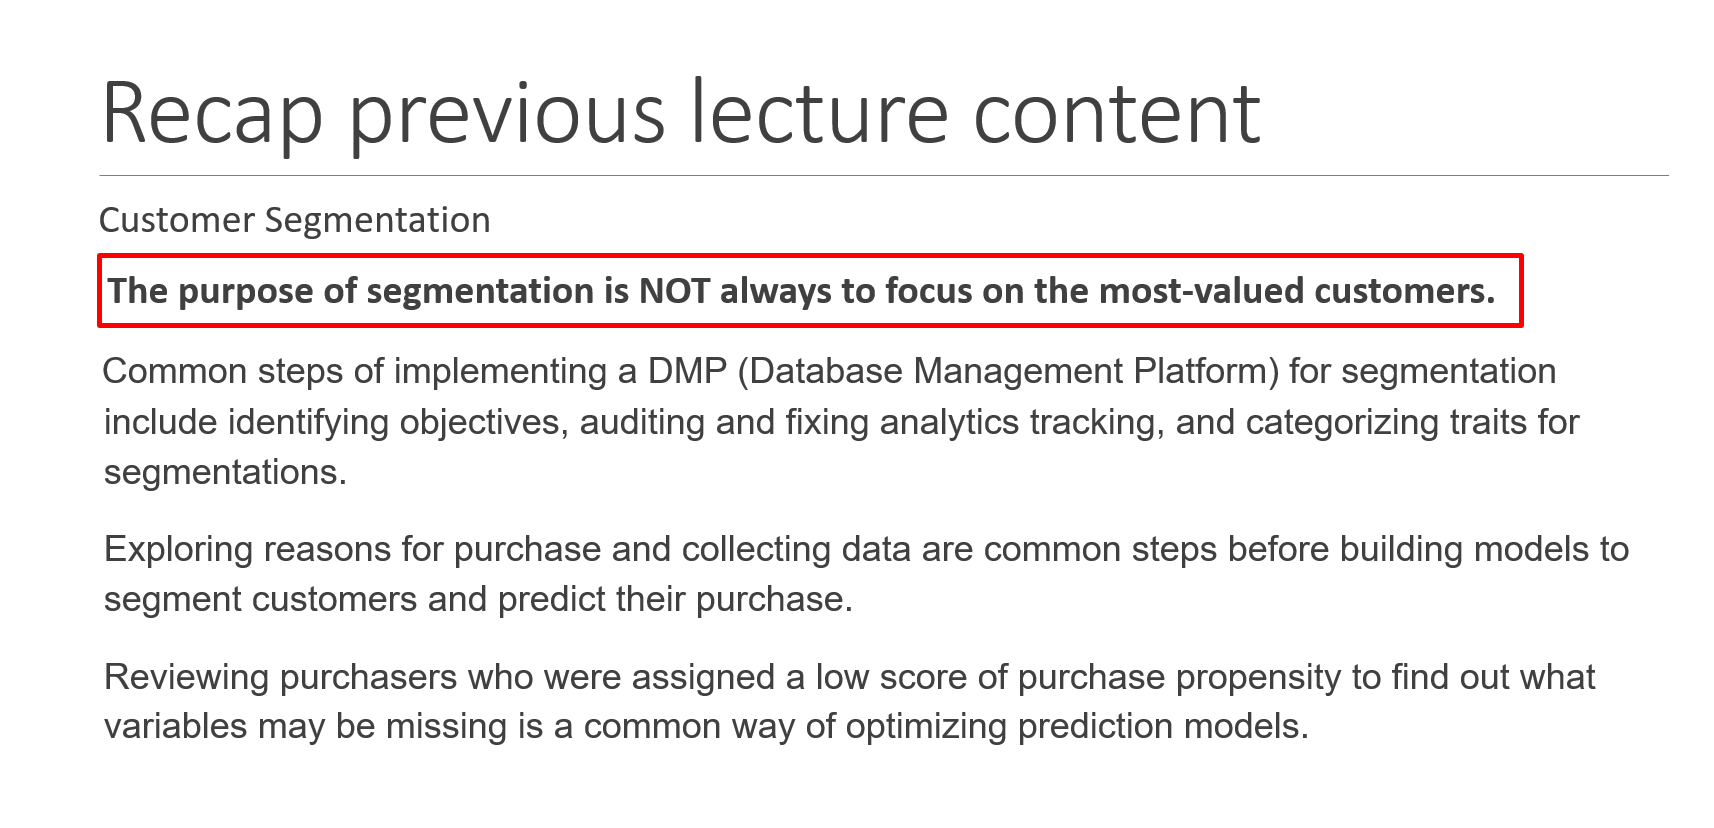 Recap previous lecture content
Customer Segmentation
The purpose of segmentation is NOT always to focus on the most-valued customers.
Common steps of implementing a DMP (Database Management Platform) for segmentation
include identifying objectives, auditing and fixing analytics tracking, and categorizing traits for
segmentations.
Exploring reasons for purchase and collecting data are common steps before building models to
segment customers and predict their purchase.
Reviewing purchasers who were assigned a low score of purchase propensity to find out what
variables may be missing is a common way of optimizing prediction models.